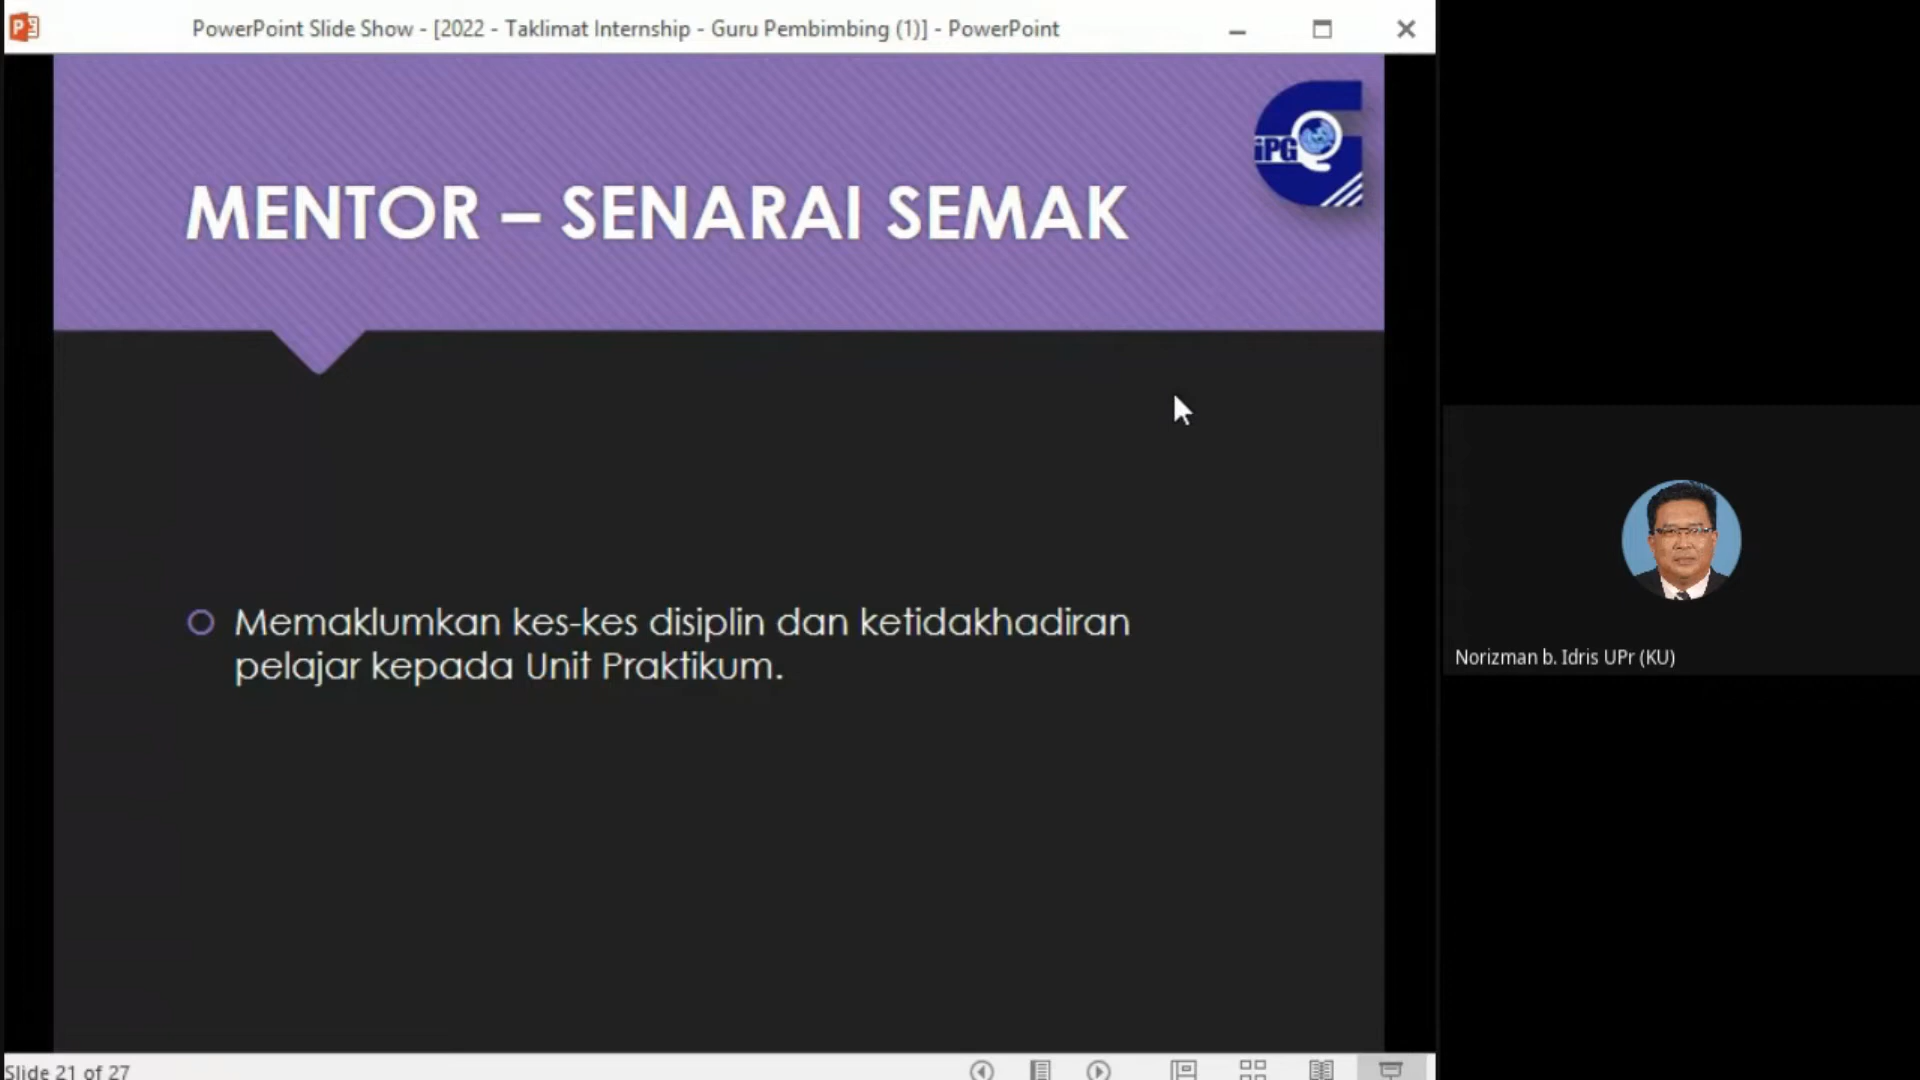 PowerPoint Slide Show - [2022 - Taklimat Internship - Guru Pembimbing (1)] - PowerPoint
iPG
MENTOR – SENARAI SEMAK
Memaklumkan kes-kes disiplin dan ketidakhadiran
pelajar kepada Unit Praktikum.
Norizman b. Idris UPr (KU)
Slide 21 of 27